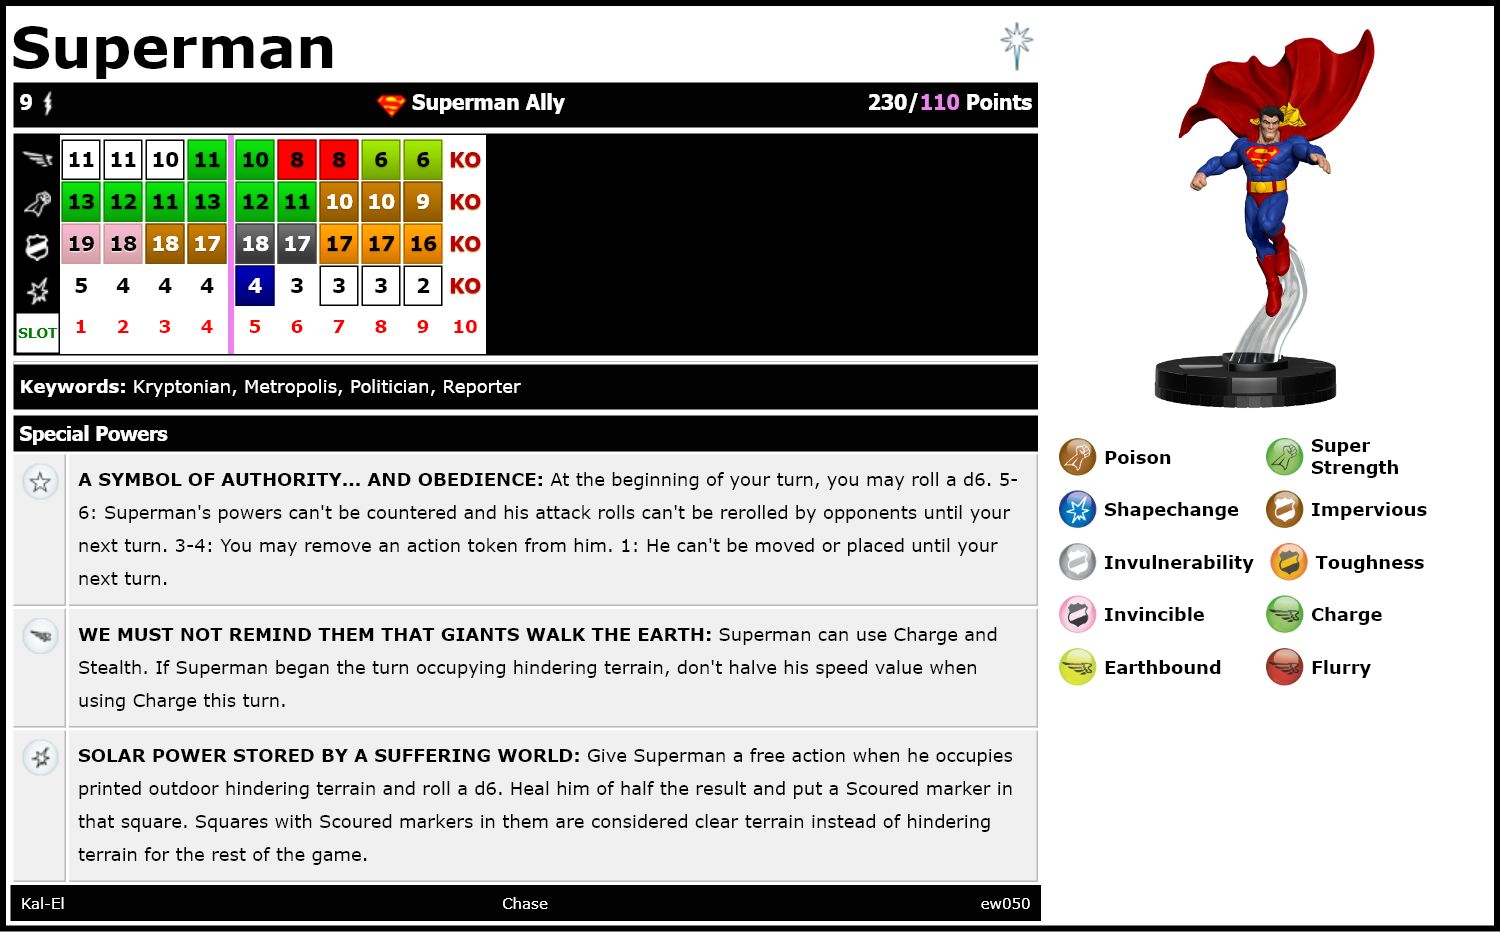 Superman
9 Superman Ally 230/110 Points
11 11 10 11 10 8 8 6 6 KO
13 12 11 13 12 11 10 10 9 KO
19 18 18 17 18 17 17 17 16 KO
5 4 4 4 4 3 3 3 2 KO
SLOT 1 2 3 4 5 6 7 8 9 10
Keywords: Kryptonian, Metropolis, Politician, Reporter
Special Powers
A SYMBOL OF AUTHORITY... AND OBEDIENCE: At the beginning of your turn, you may roll a d6. 5-
6: Superman's powers can't be countered and his attack rolls can't be rerolled by opponents until your
next turn. 3-4: You may remove an action token from him. 1: He can't be moved or placed until your
next turn.
WE MUST NOT REMIND THEM THAT GIANTS WALK THE EARTH: Superman can use Charge and
Stealth. If Superman began the turn occupying hindering terrain, don't halve his speed value when
using Charge this turn.
SOLAR POWER STORED BY A SUFFERING WORLD: Give Superman a free action when he occupies
printed outdoor hindering terrain and roll a d6. Heal him of half the result and put a Scoured marker in
that square. Squares with Scoured markers in them are considered clear terrain instead of hindering
terrain for the rest of the game.
Kal-El Chase ew050
Poison
Super
Strength
Shapechange
Impervious
Invulnerability
Toughness
Invincible
Charge
Earthbound
Flurry